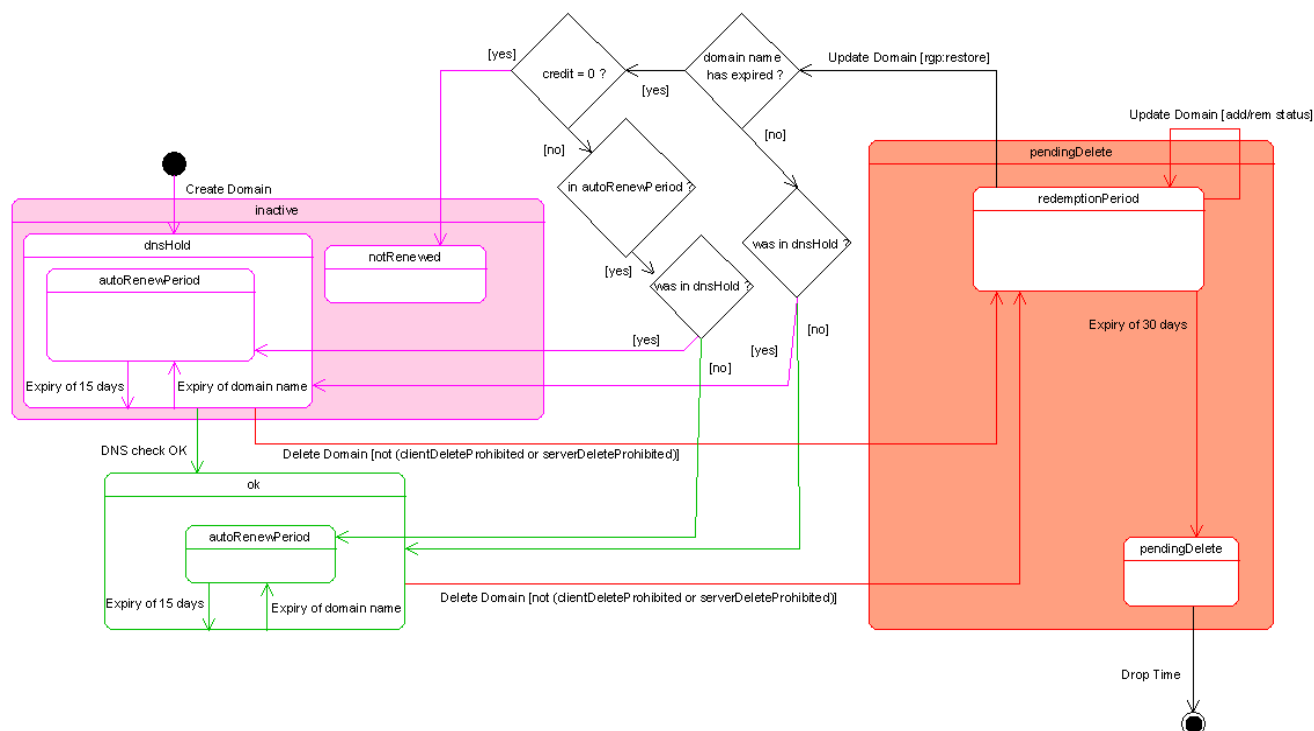 [yes]
credit = 0 ?
[yes]
domain name
has expired ?
Update Domain [rgp:restore]
[no]
[no]
Update Domain [add/rem status]
pendingDelete
redemptionPeriod
Create Domain
inactive
dnsHold
autoRenewPeriod
notRenewed
in autoRenewPeriod ?
[yes]
was in dnsHold ?
was in dnsHold ?
[yes]
[no]
[yes]
[no]
Expiry of 30 days
Expiry of 15 days
Expiry of domain name
DNS check OK
Delete Domain [not (clientDeleteProhibited or serverDeleteProhibited)]
ok
autoRenewPeriod
Expiry of 15 days
Expiry of domain name
Delete Domain [not (clientDeleteProhibited or serverDeleteProhibited)]
pendingDelete
Drop Time